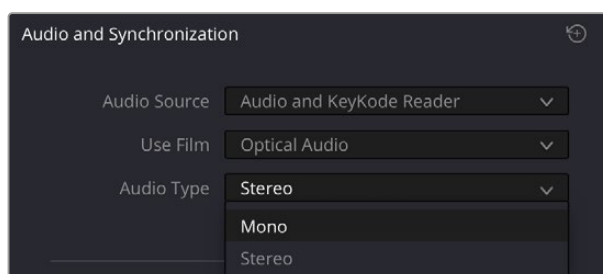 Audio and Synchronization
Audio Source Audio and KeyKode Reader
Use Film Optical Audio
Audio Type Stereo
Mono
Stereo